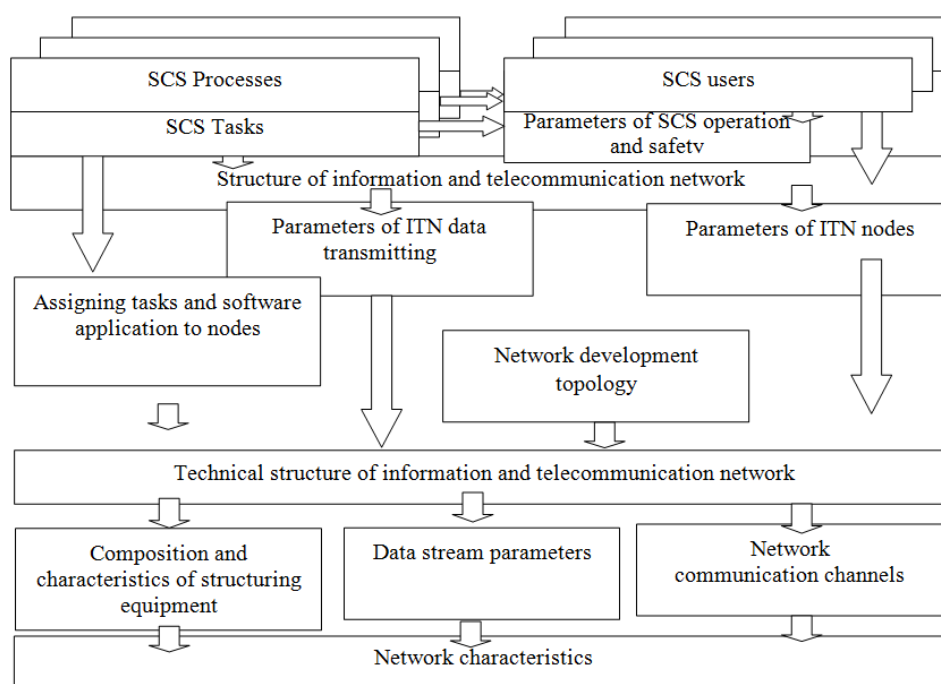 SCS Processes
SCS users
SCS Tasks
Parameters of SCS operation
and safety
Structure of information and telecommunication network
Parameters of ITN data
transmitting
Parameters of ITN nodes
Assigning tasks and software
application to nodes
Network development
topology
Technical structure of information and telecommunication network
Composition and
characteristics of structuring
equipment
Data stream parameters
Network
communication channels
Network characteristics